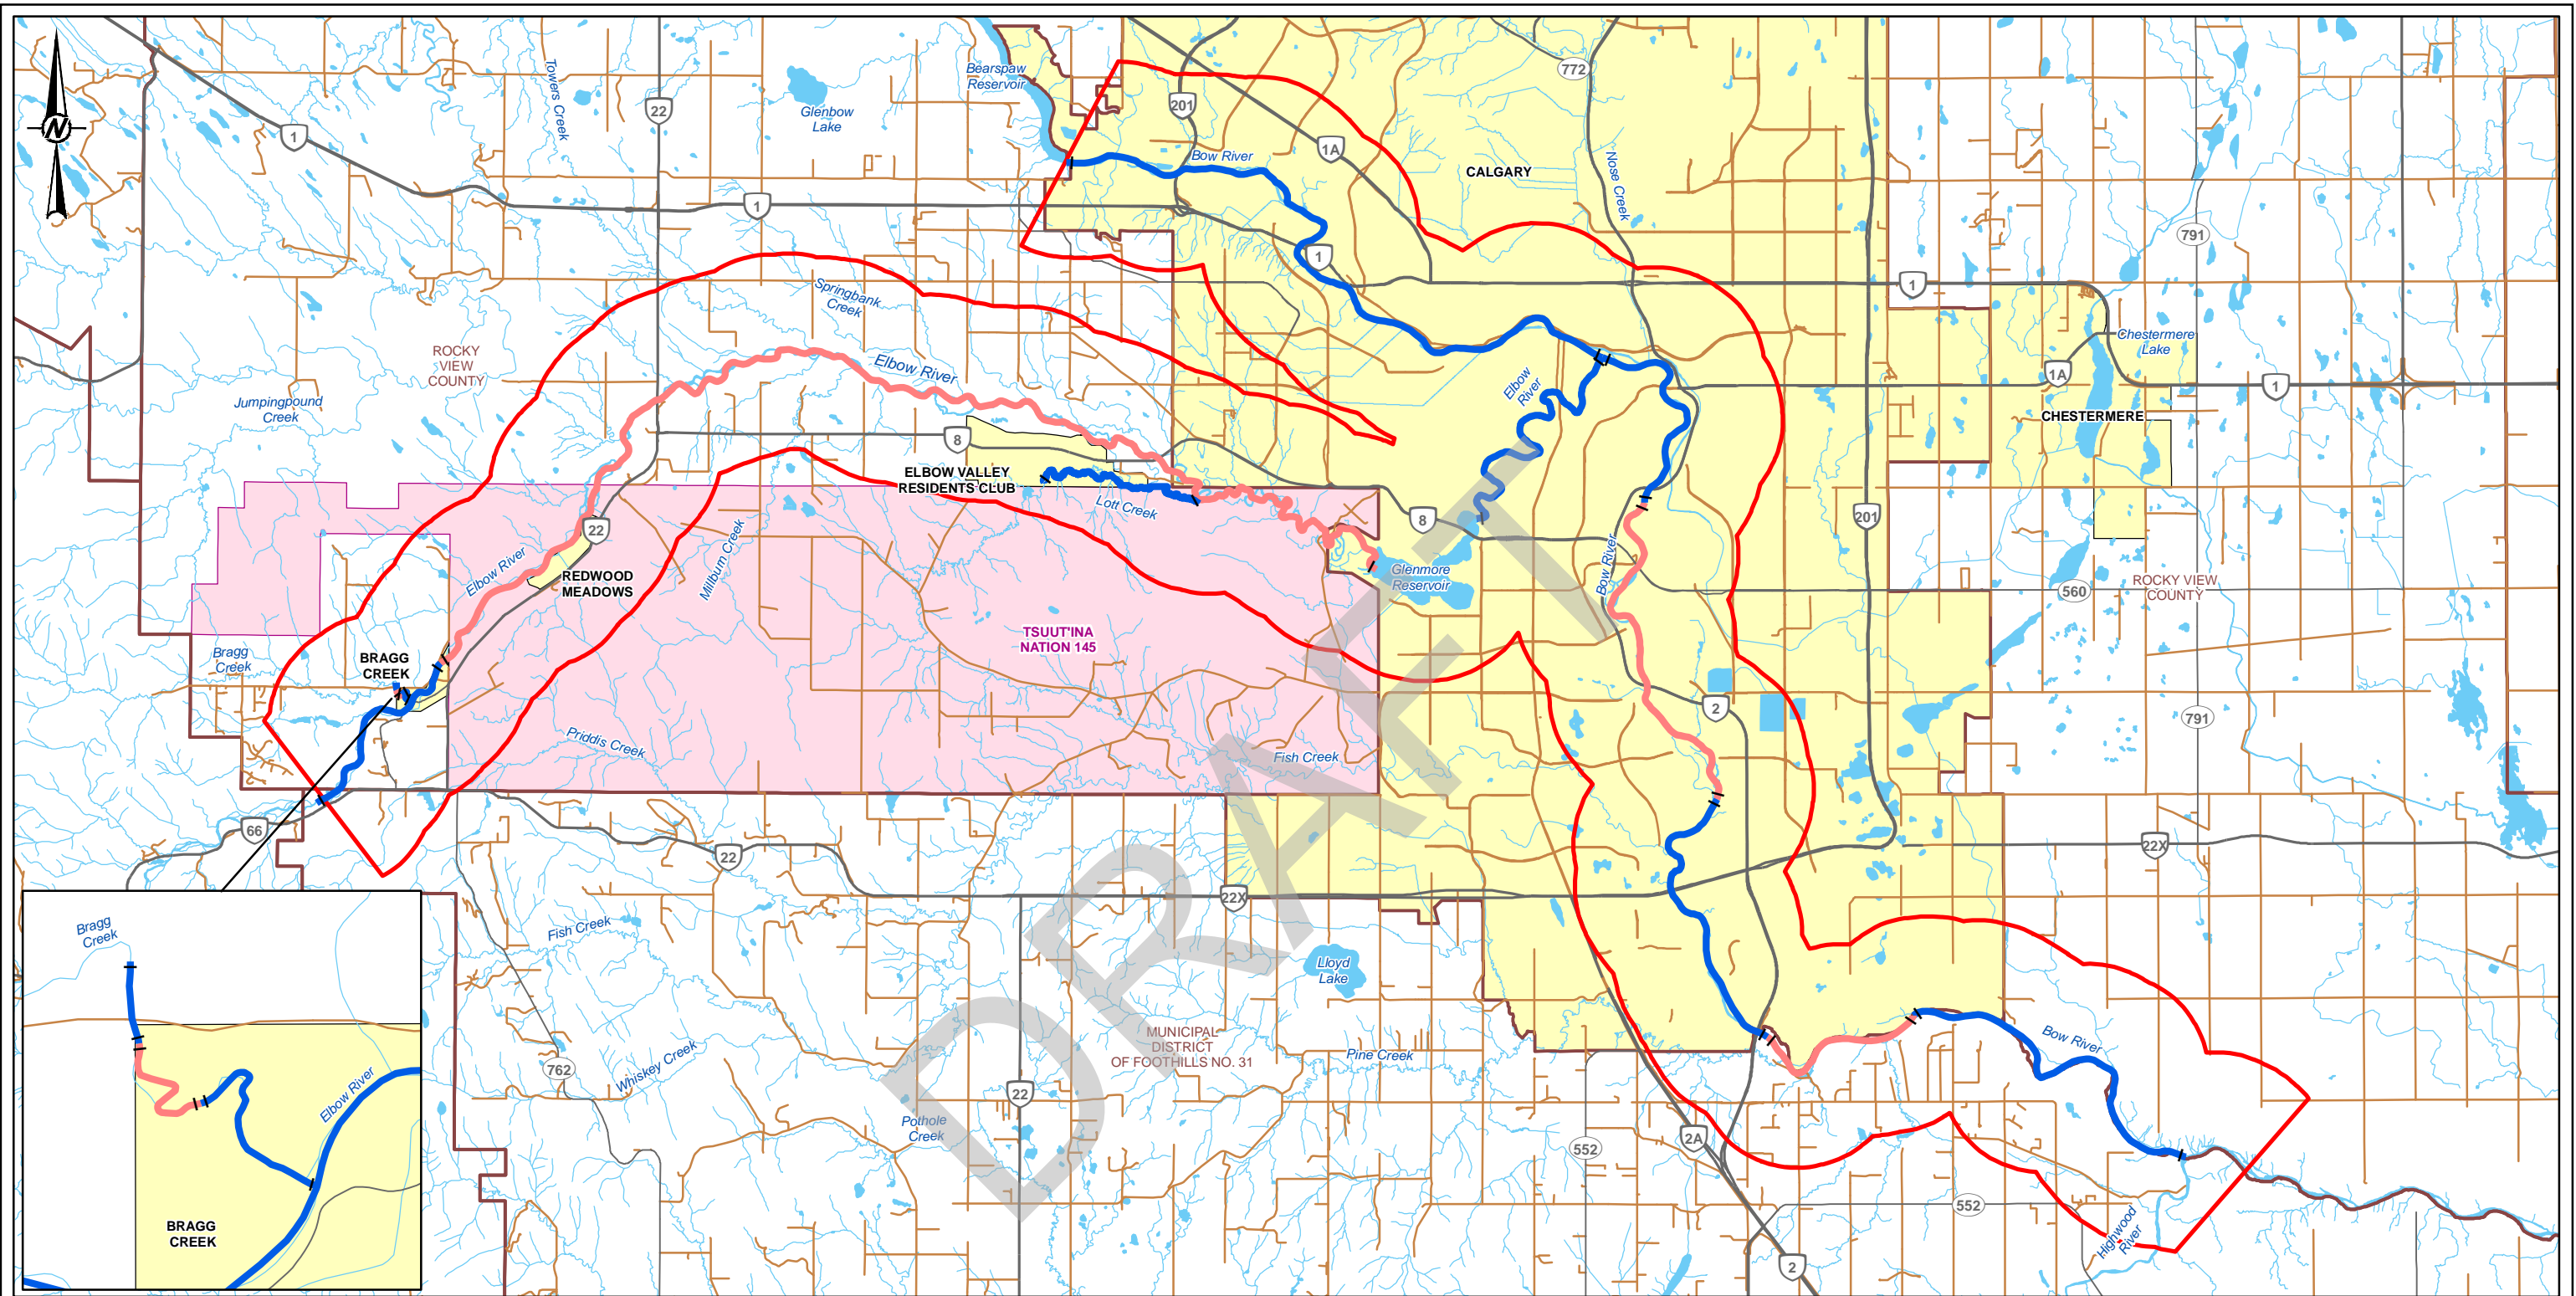 N
1
Towers
Creek
22
Glenbow
Lake
Bearspaw
Reservoir
201
1A
772
Bow River
CALGARY
Nose Creek
791
1
1
1
Springbank
Creek
ROCKY
VIEW
COUNTY
Elbow River
Jumpingpound
Creek
Elbow
River
Chestermere
Lake
1A
1
CHESTERMERE
8
ELBOW VALLEY
RESIDENTS CLUB
Lott Creek
8
201
22
Elbow River
REDWOOD
MEADOWS
Milburn Creek
Glenmore
Reservoir
Bow River
ROCKY VIEW
COUNTY
560
TSUUT'INA
NATION 145
Bragg
Creek
BRAGG
CREEK
2
791
Priddis Creek
Fish Creek
66
22
22X
22X
Bragg
Creek
Fish Creek
Lloyd
Lake
MUNICIPAL
DISTRICT
OF FOOTHILLS NO. 31
Pine Creek
Bow River
762
Whiskey Creek
22
Pothole
Creek
2A
552
552
Elbow River
BRAGG
CREEK
Highwood
River
2
DRAFT